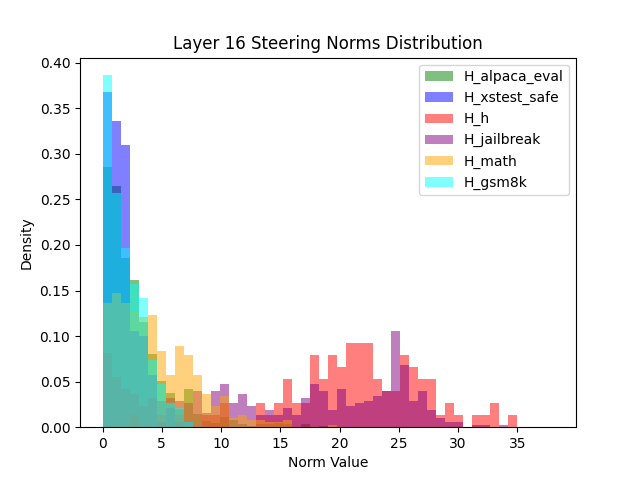 Layer 16 Steering Norms Distribution
0.40
0.35
0.30
0.25
0.20
0.15
0.10
0.05
0.00
Density
H_alpaca_eval
H_xstest_safe
H_h
H_jailbreak
H_math
H_gsm8k
0 5 10 15 20 25 30 35
Norm Value